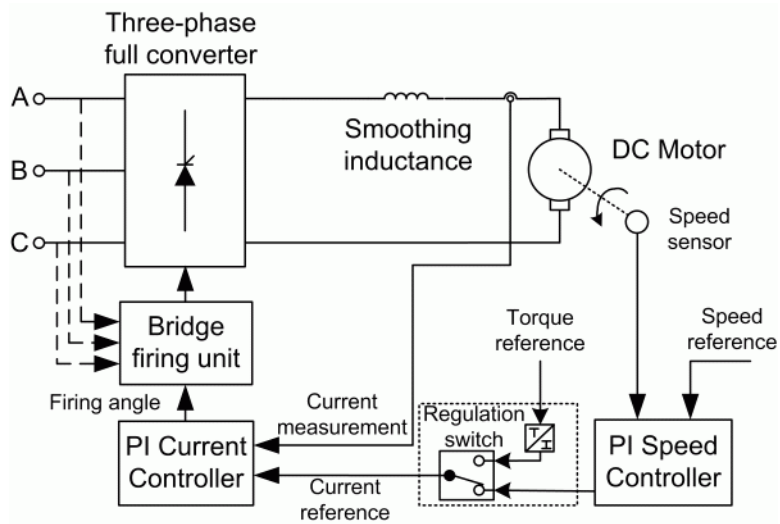 Three-phase
full converter
A
B
C
Smoothing
inductance
DC Motor
Speed
sensor
Bridge
firing unit
Torque
reference
Speed
reference
Firing angle
Current
measurement
Regulation
switch
T
I
PI Current
Controller
PI Speed
Controller
Current
reference